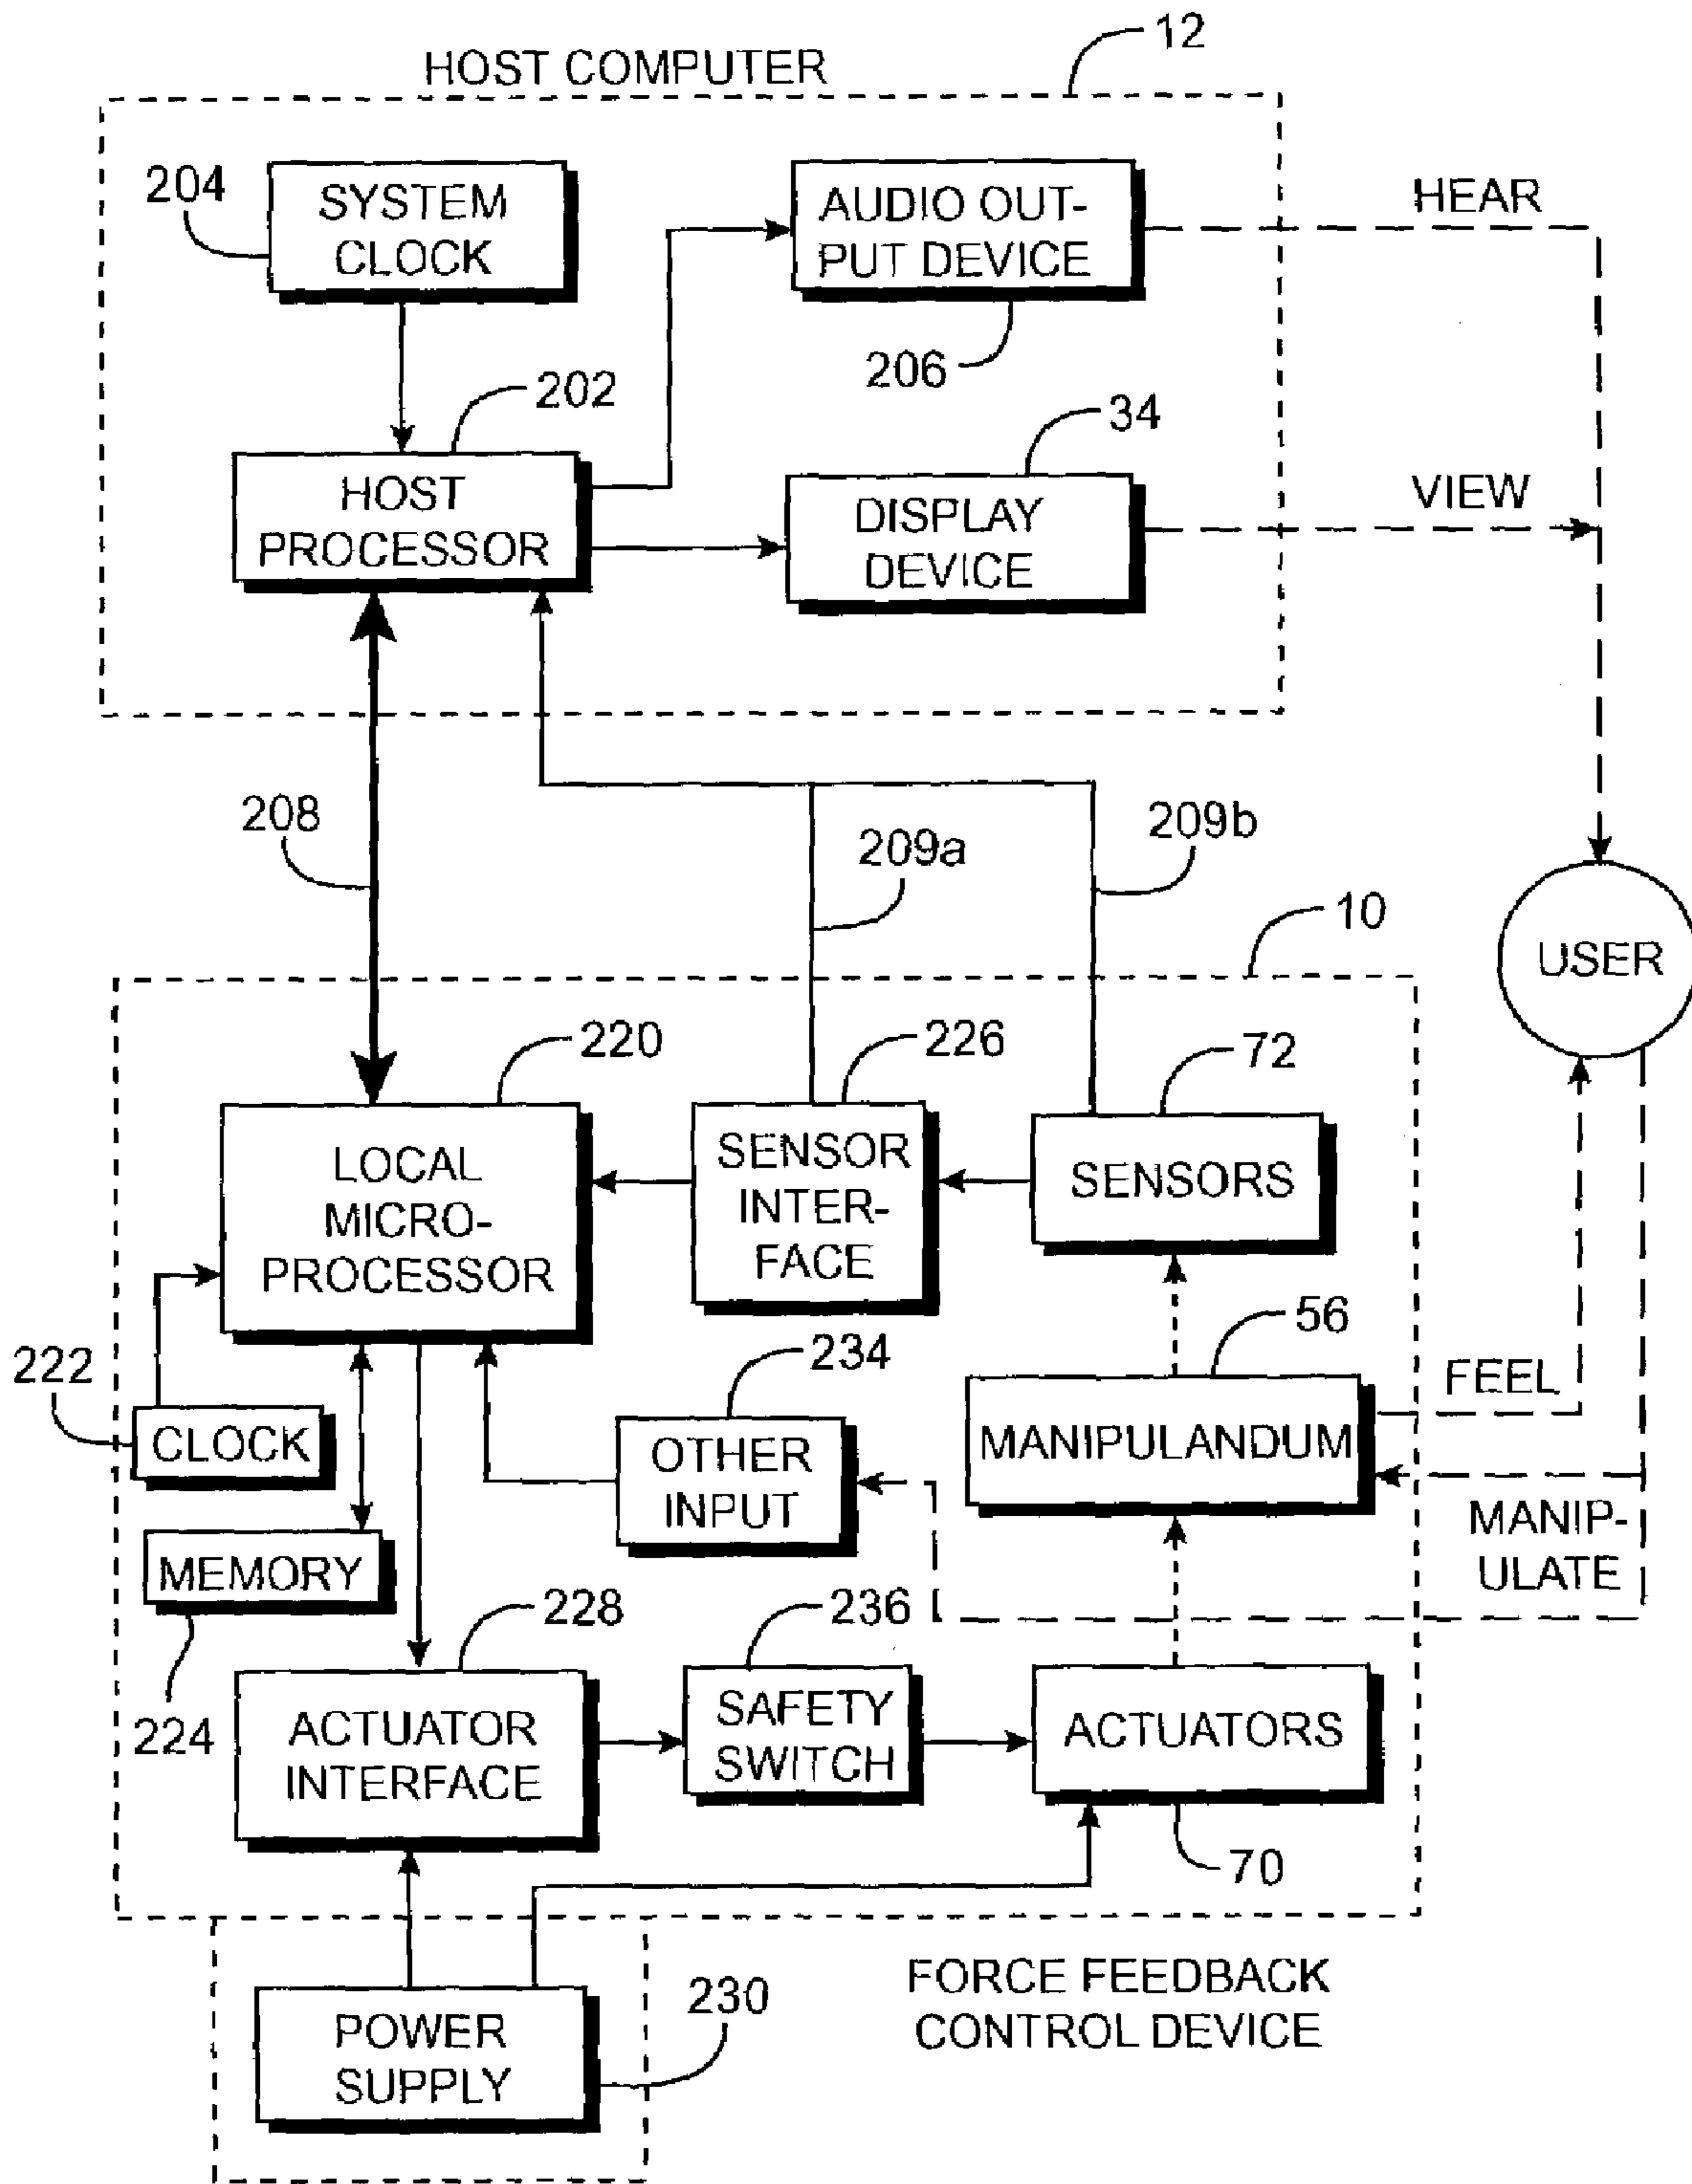 12
HOST COMPUTER
204
SYSTEM
CLOCK
AUDIO OUT-
PUT DEVICE
HEAR
206
202
34
HOST
PROCESSOR
DISPLAY
DEVICE
VIEW
208
209a
209b
10
USER
220
226
72
LOCAL
MICRO-
PROCESSOR
SENSOR
INTER-
FACE
SENSORS
56
222
CLOCK
234
FEEL
OTHER
INPUT
MANIPULANDUM
MANIP-
ULATE
MEMORY
224
228
236
ACTUATOR
INTERFACE
SAFETY
SWITCH
ACTUATORS
70
POWER
SUPPLY
230
FORCE FEEDBACK
CONTROL DEVICE